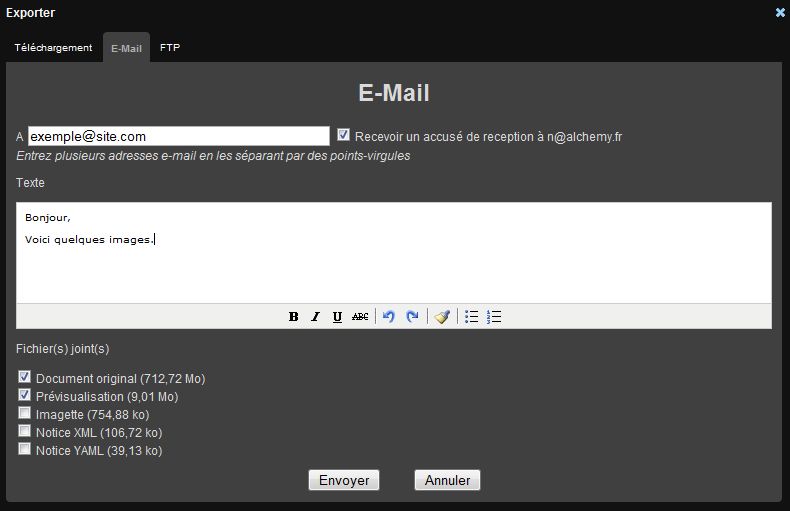 Exporter
Téléchargement E-Mail FTP
E-Mail
A exemple@site.com Recevoir un accusé de reception à n@alchemy.fr
Entrez plusieurs adresses e-mail en les séparant par des points-virgules
Texte
Bonjour,
Voici quelques images.
B I U ABC
Fichier(s) joint(s)
Document original (712,72 Mo)
Prévisualisation (9,01 Mo)
Imagette (754,88 ko)
Notice XML (106,72 ko)
Notice YAML (39,13 ko)
Envoyer Annuler